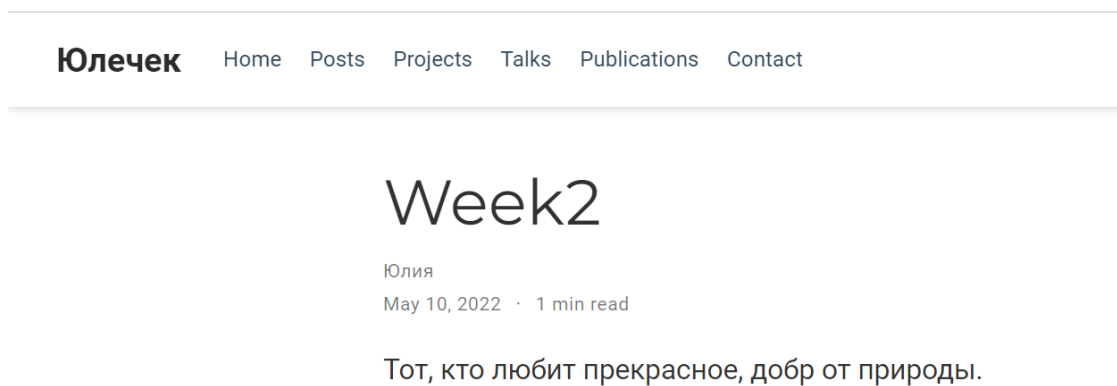 Юлечек Home Posts Projects Talks Publications Contact
Week2
Юлия
May 10, 2022 · 1 min read
Тот, кто любит прекрасное, добр от природы.